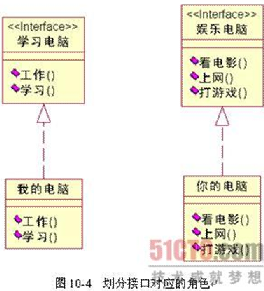 <<Interface>>
学习电脑
工作()
学习()
<<Interface>>
娱乐电脑
看电影()
上网()
打游戏()
我的电脑
工作()
学习()
你的电脑
看电影()
上网()
打游戏()
51CTO.com
技术成就梦想
图 10-4 划分接口对应的角色